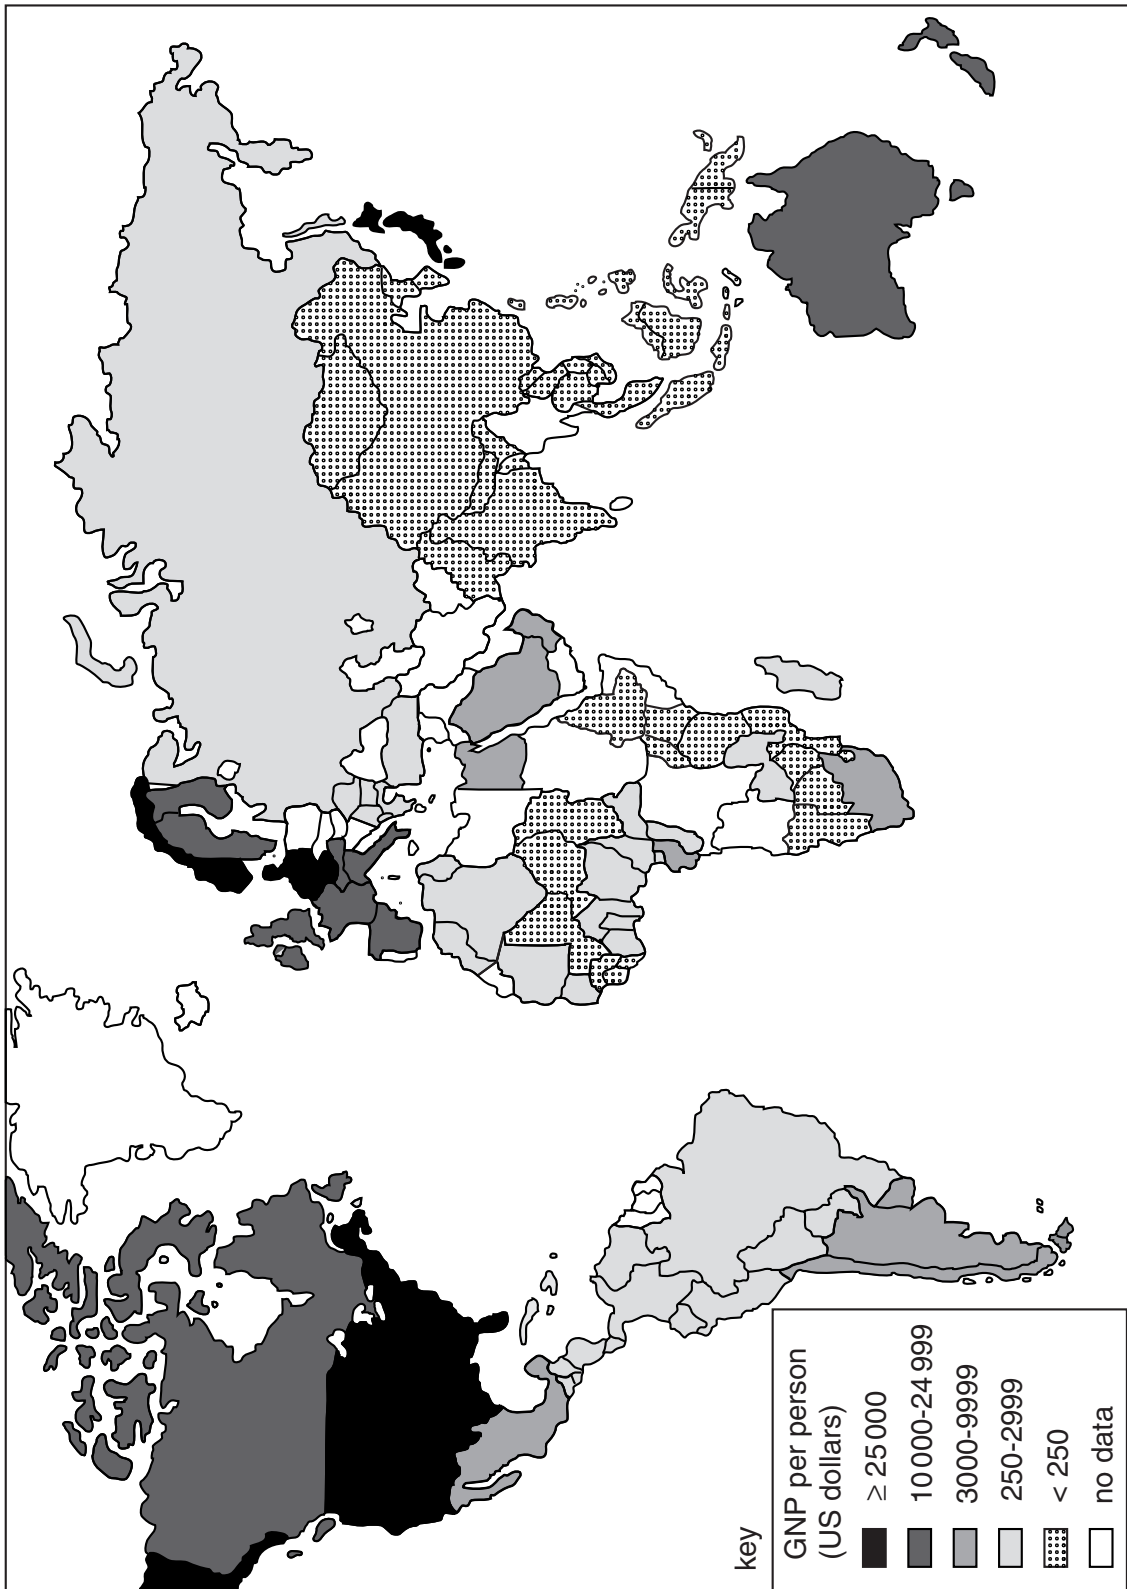 key
GNP per person
(US dollars)
≥ 25 000
10 000-24 999
3000-9999
250-2999
< 250
no data